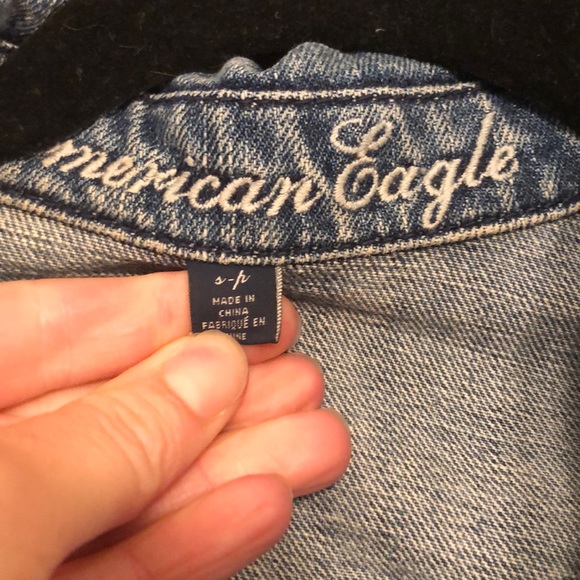 merican Eagle
s-p
MADE IN
CHINA
FABRIQUÉ EN